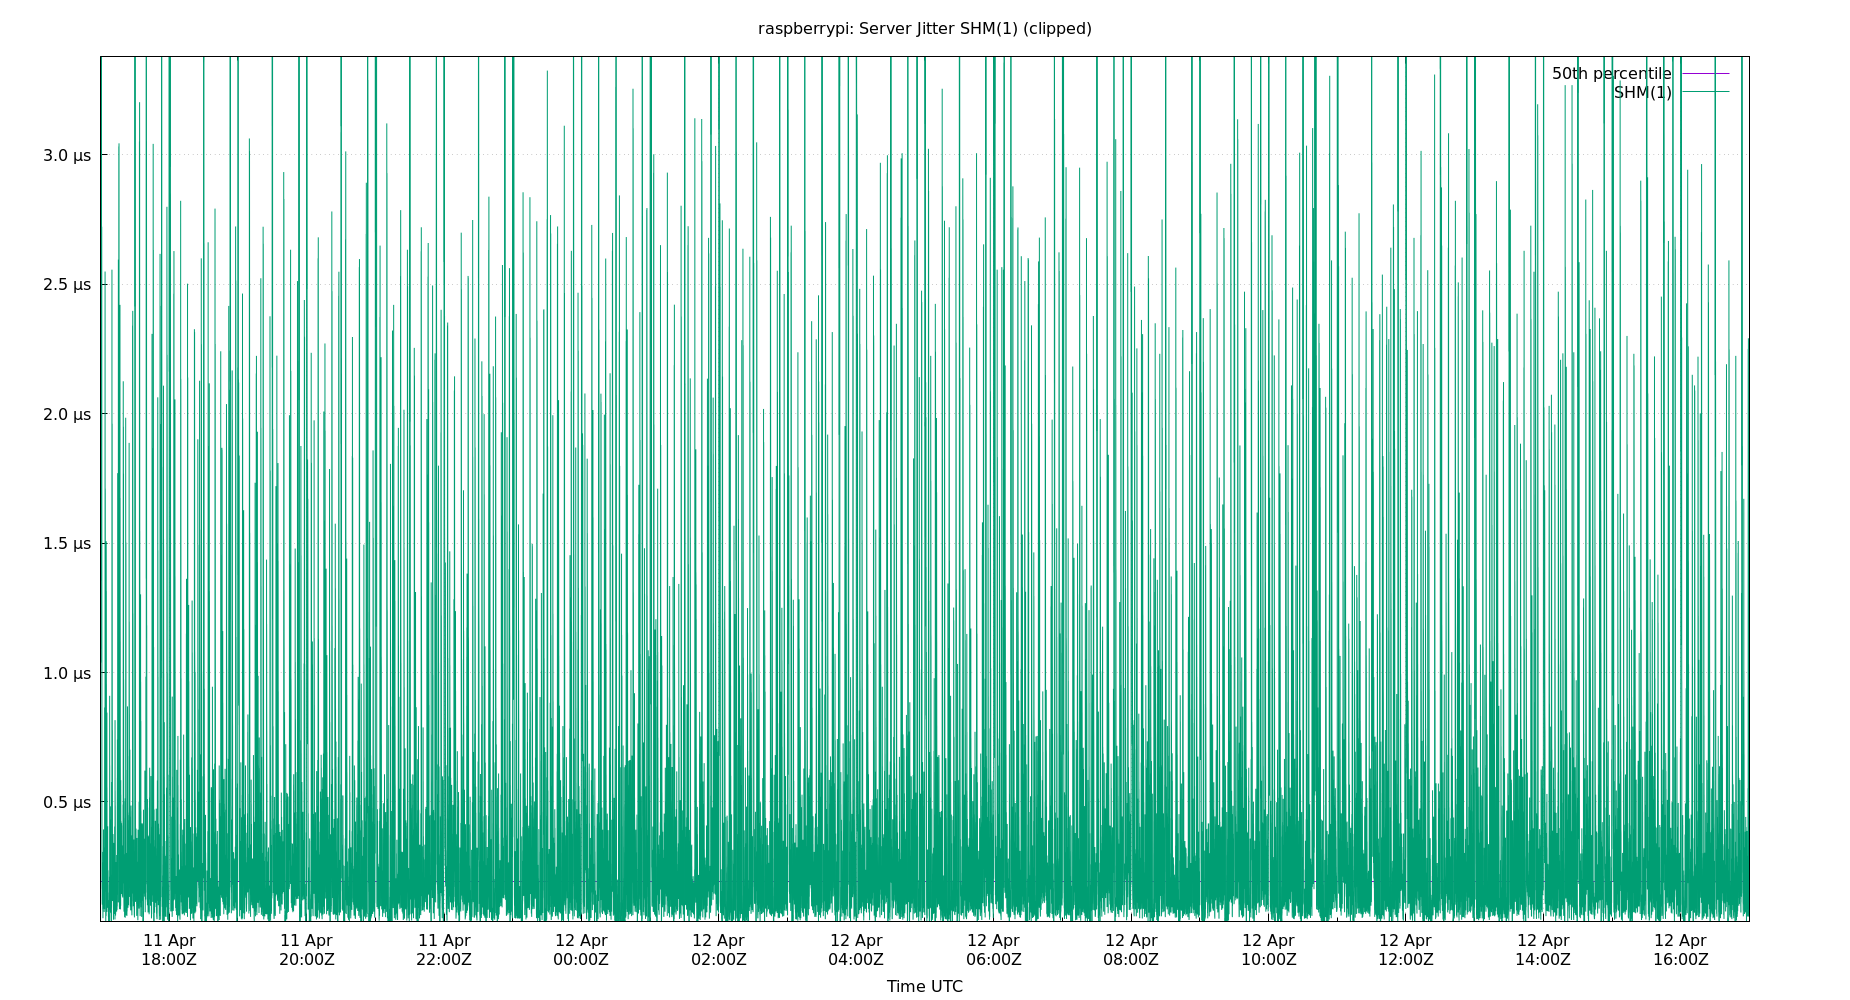 raspberrypi: Server Jitter SHM(1) (clipped)
50th percentile
SHM(1)
3.0 µs
2.5 µs
2.0 µs
1.5 µs
1.0 µs
0.5 µs
11 Apr 11 Apr 11 Apr 12 Apr 12 Apr 12 Apr 12 Apr 12 Apr 12 Apr 12 Apr 12 Apr 12 Apr
18:00Z 20:00Z 22:00Z 00:00Z 02:00Z 04:00Z 06:00Z 08:00Z 10:00Z 12:00Z 14:00Z 16:00Z
Time UTC